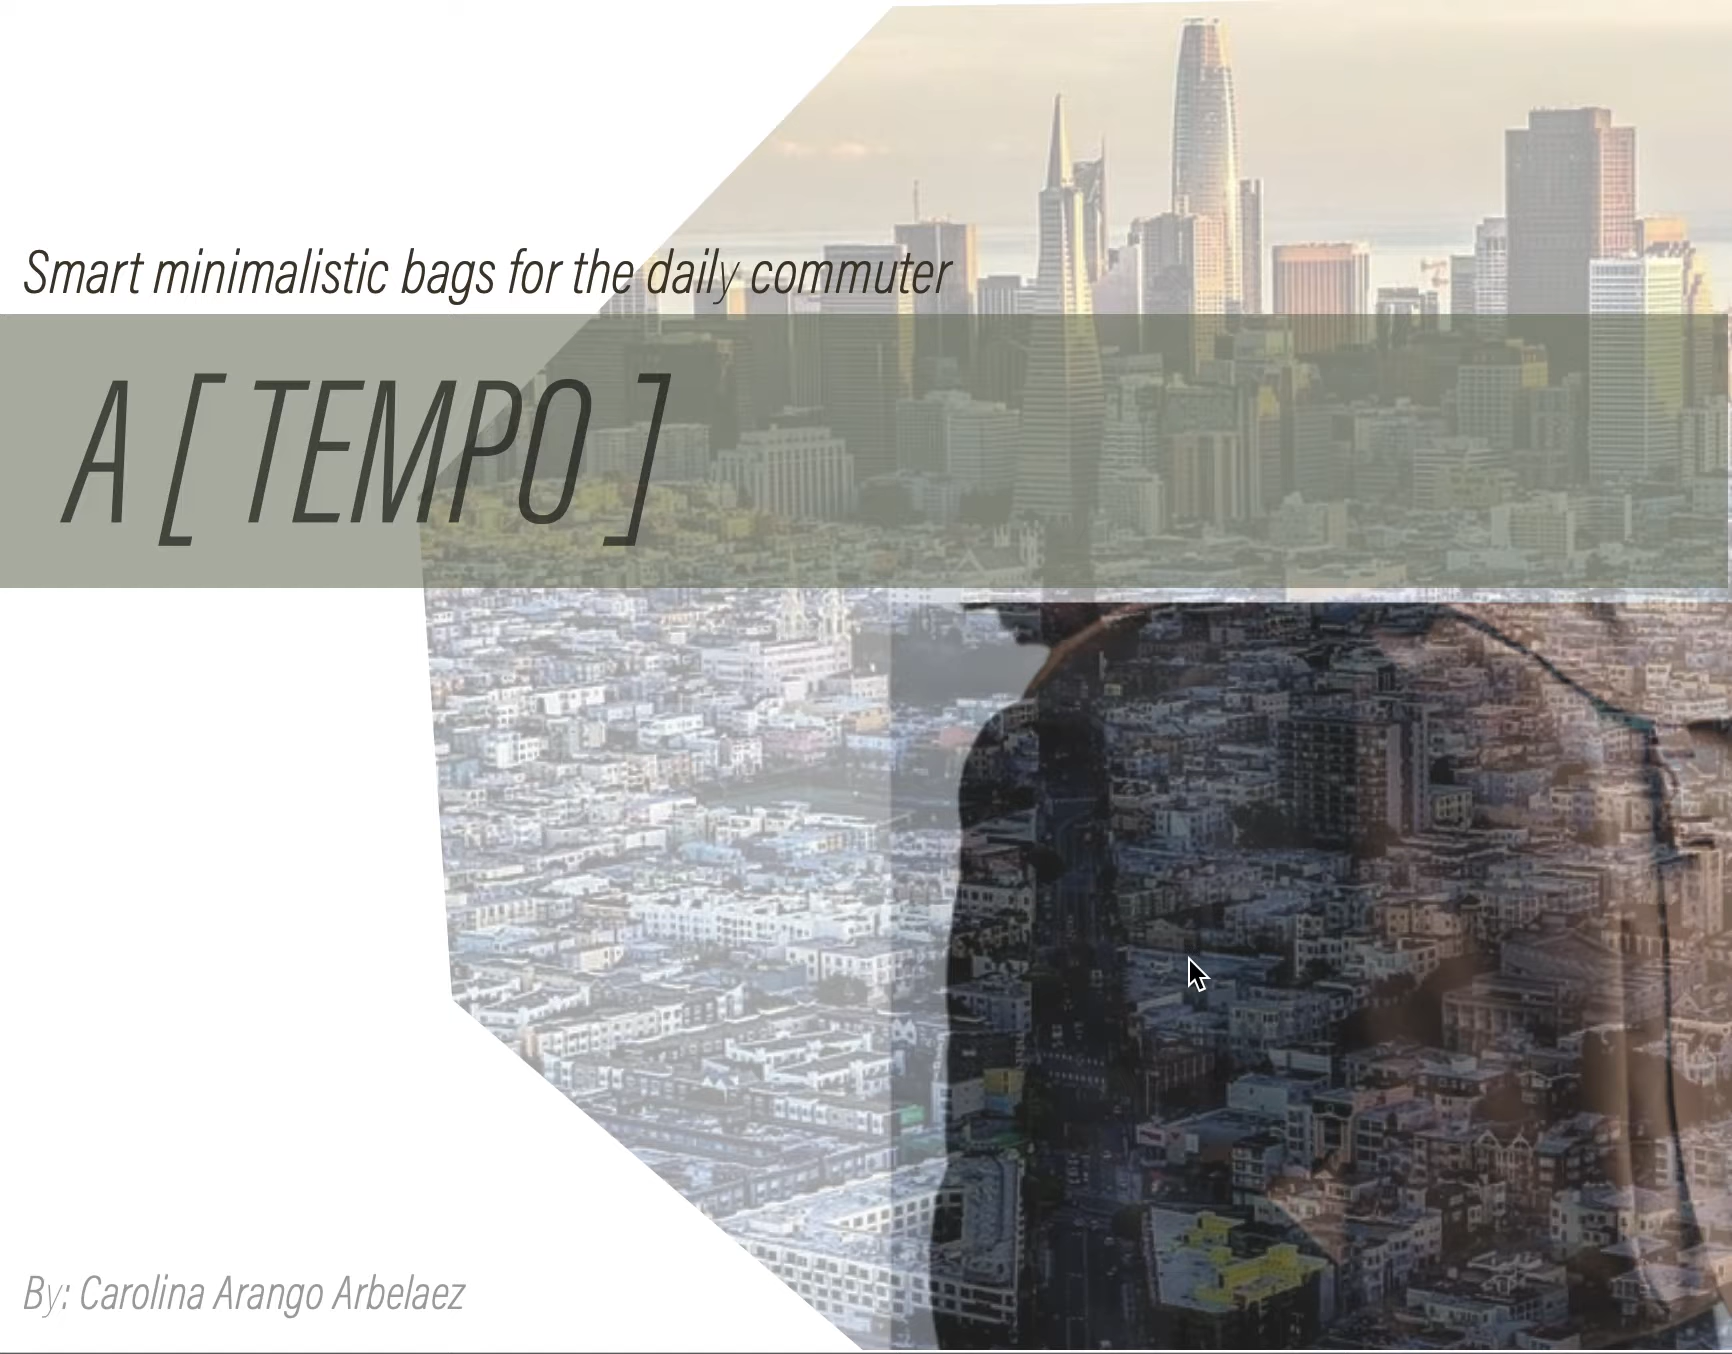 Smart minimalistic bags for the daily commuter
A [ TEMPO ]
By: Carolina Arango Arbelaez